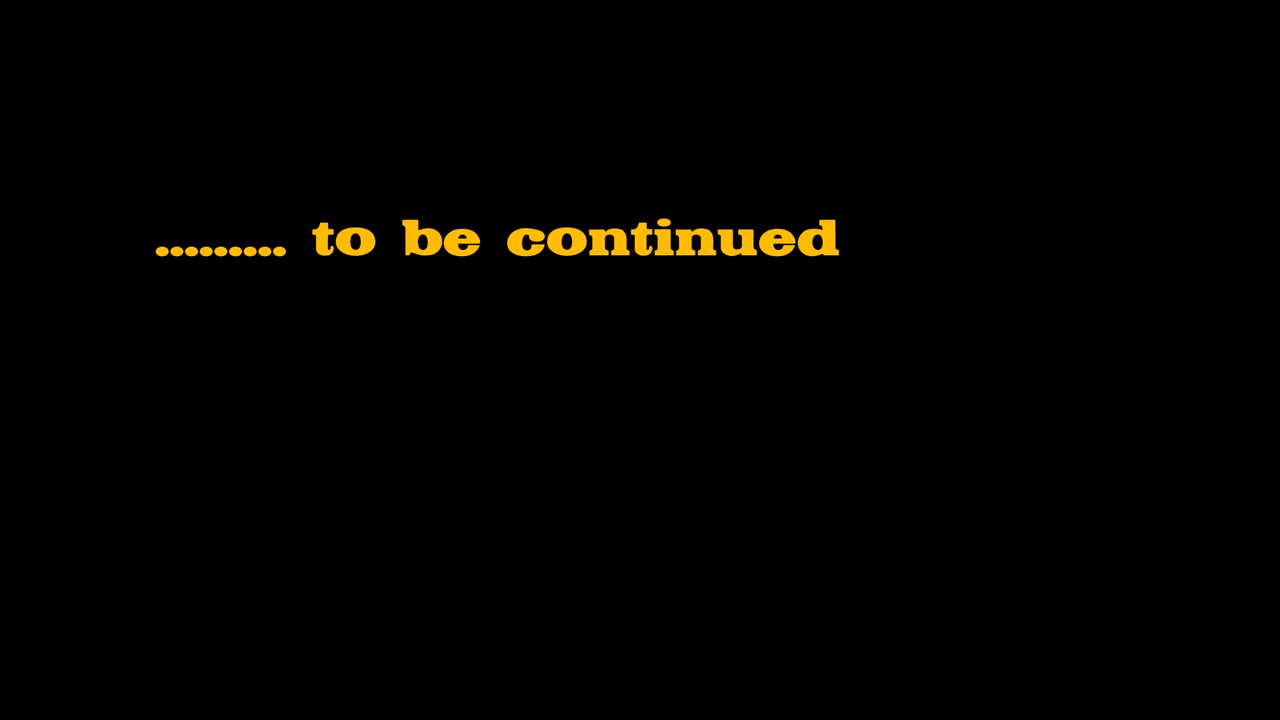 ......... to be continued